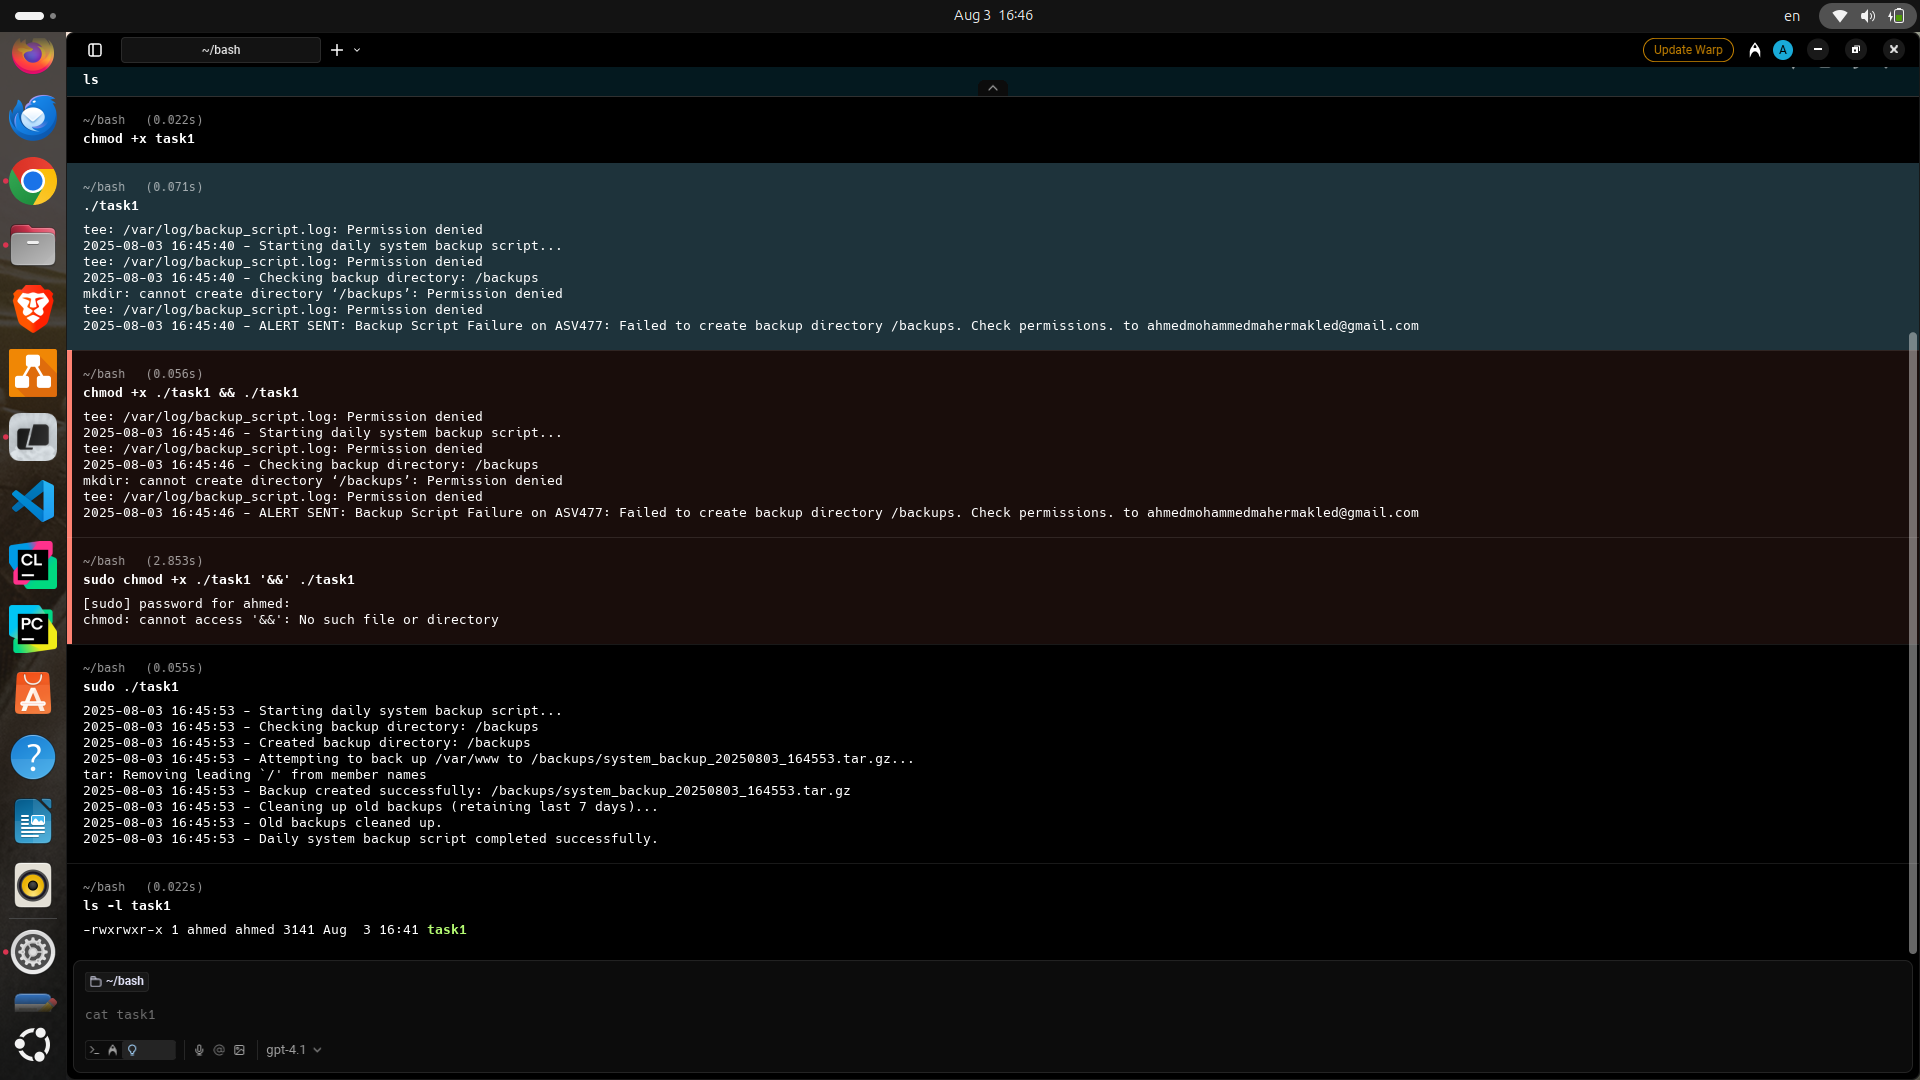 Aug 3 16:46
en
~/bash
Update Warp
A
ls
~/bash (0.022s)
chmod +x task1
~/bash (0.071s)
./task1
tee: /var/log/backup_script.log: Permission denied
2025-08-03 16:45:40 - Starting daily system backup script...
tee: /var/log/backup_script.log: Permission denied
2025-08-03 16:45:40 - Checking backup directory: /backups
mkdir: cannot create directory ‘/backups’: Permission denied
tee: /var/log/backup_script.log: Permission denied
2025-08-03 16:45:40 - ALERT SENT: Backup Script Failure on ASV477: Failed to create backup directory /backups. Check permissions. to ahmedmohammedmahermakled@gmail.com
~/bash (0.056s)
chmod +x ./task1 && ./task1
tee: /var/log/backup_script.log: Permission denied
2025-08-03 16:45:46 - Starting daily system backup script...
tee: /var/log/backup_script.log: Permission denied
2025-08-03 16:45:46 - Checking backup directory: /backups
mkdir: cannot create directory ‘/backups’: Permission denied
tee: /var/log/backup_script.log: Permission denied
2025-08-03 16:45:46 - ALERT SENT: Backup Script Failure on ASV477: Failed to create backup directory /backups. Check permissions. to ahmedmohammedmahermakled@gmail.com
~/bash (2.853s)
sudo chmod +x ./task1 '&&' ./task1
[sudo] password for ahmed:
chmod: cannot access '&&': No such file or directory
CL
PC
~/bash (0.055s)
sudo ./task1
2025-08-03 16:45:53 - Starting daily system backup script...
2025-08-03 16:45:53 - Checking backup directory: /backups
2025-08-03 16:45:53 - Created backup directory: /backups
2025-08-03 16:45:53 - Attempting to back up /var/www to /backups/system_backup_20250803_164553.tar.gz...
tar: Removing leading `/' from member names
2025-08-03 16:45:53 - Backup created successfully: /backups/system_backup_20250803_164553.tar.gz
2025-08-03 16:45:53 - Cleaning up old backups (retaining last 7 days)...
2025-08-03 16:45:53 - Old backups cleaned up.
2025-08-03 16:45:53 - Daily system backup script completed successfully.
~/bash (0.022s)
ls -l task1
-rwxrwxr-x 1 ahmed ahmed 3141 Aug  3 16:41 task1
~/bash
cat task1
gpt-4.1